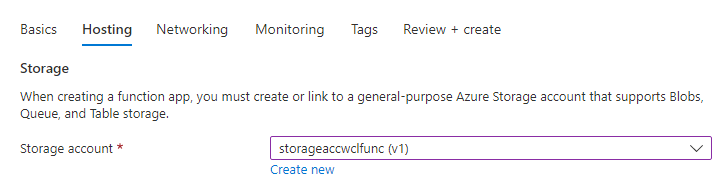 Basics Hosting Networking Monitoring Tags Review + create
Storage
When creating a function app, you must create or link to a general-purpose Azure Storage account that supports Blobs,
Queue, and Table storage.
Storage account * storageaccwclfunc (v1)
Create new